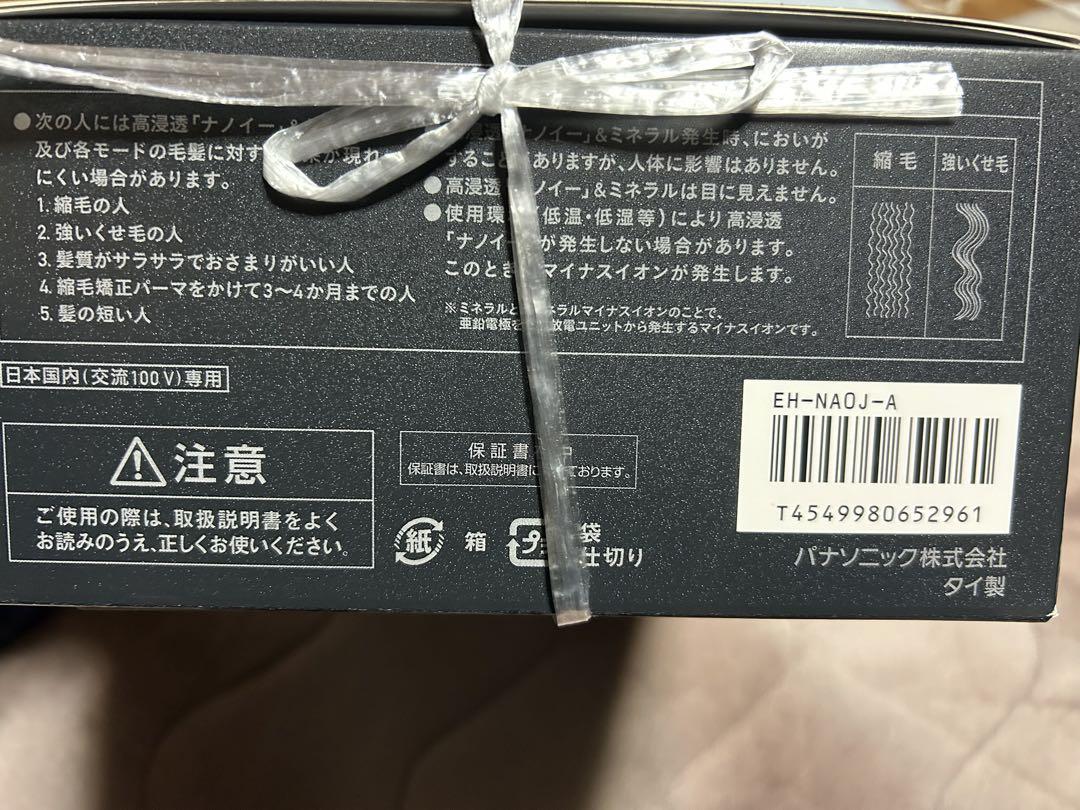 ●次の人には高浸透「ナノイー」&
及び各モードの毛髪に対す 現れ
にくい場合があります。
1. 縮毛の人
2. 強いくせ毛の人
3. 髪質がサラサラでおさまりがいい人
4. 縮毛矯正パーマをかけて3〜4か月までの人
5. 髪の短い人
ノイー」&ミネラル発生時、においが
すること ありますが、人体に影響はありません。
●高浸透 ノイー」&ミネラルは目に見えません。
●使用環 (低温・低湿等)により高浸透
「ナノイー が発生しない場合があります。
このとき マイナスイオンが発生します。
※ミネラルと ネラルマイナスイオンのことで、
亜鉛電極を 放電ユニットから発生するマイナスイオンです。
縮毛 強いくせ毛
日本国内(交流100V)専用
注意
ご使用の際は、取扱説明書をよく
お読みのうえ、正しくお使いください。
保証書
保証書は、取扱説明書に ております。
紙 箱
プラ 袋
仕切り
EH-NA0J-A
T4549980652961
パナソニック株式会社
タイ製